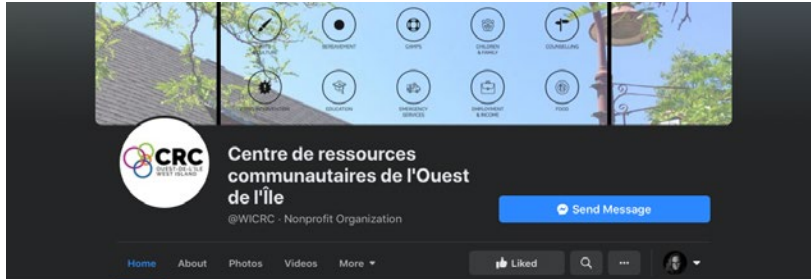 BEREAVEMENT
CAMPS
CHILDREN
& FAMILY
COUNSELLING
EDUCATION
EMERGENCY
SERVICES
EMPLOYMENT
& INCOME
FOOD
CRC
OUEST-DE-L'ÎLE
WEST ISLAND
Centre de ressources
communautaires de l'Ouest
de l'Île
@WICRC · Nonprofit Organization
Send Message
Home About Photos Videos More
Liked